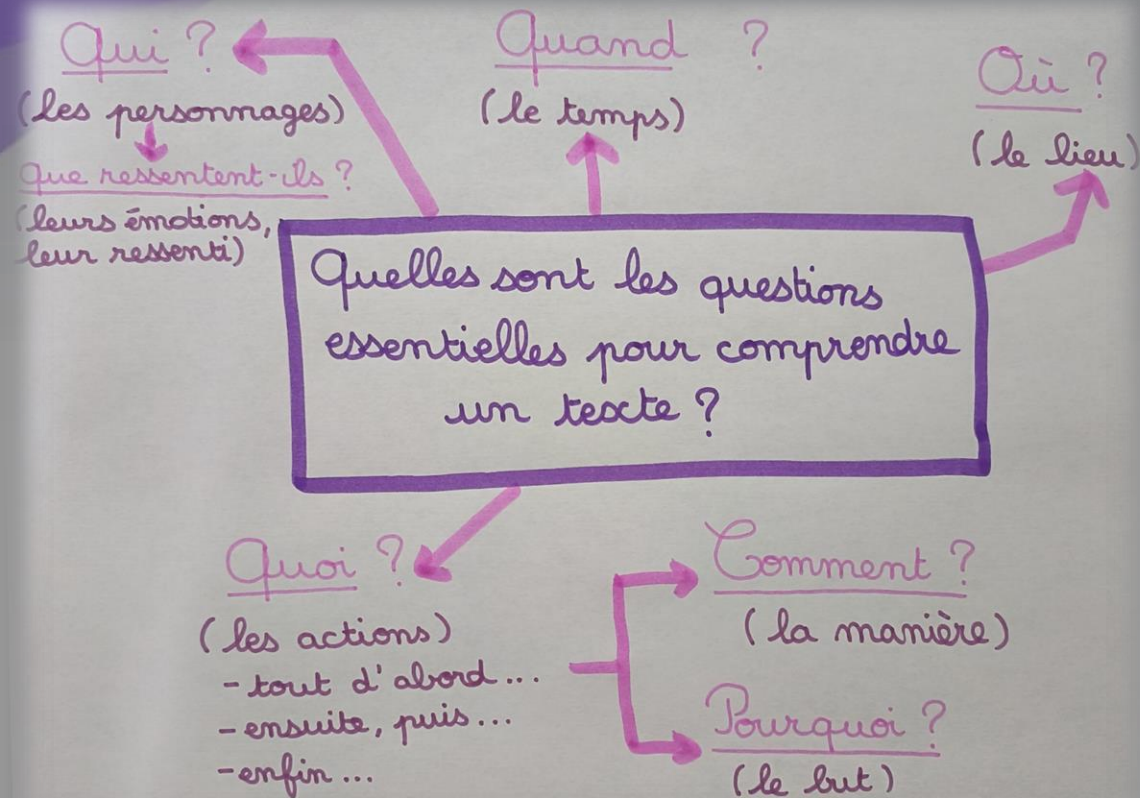 Qui ?
(les personnages)
Que ressentent-ils ?
(leurs émotions,
leur ressenti)
Quand ?
(le temps)
Où ?
(le lieu)
Quelles sont les questions
essentielles pour comprendre
un texte ?
Quoi ?
(les actions)
- tout d'abord...
- ensuite, puis...
- enfin...
Comment ?
(la manière)
Pourquoi ?
(le but)